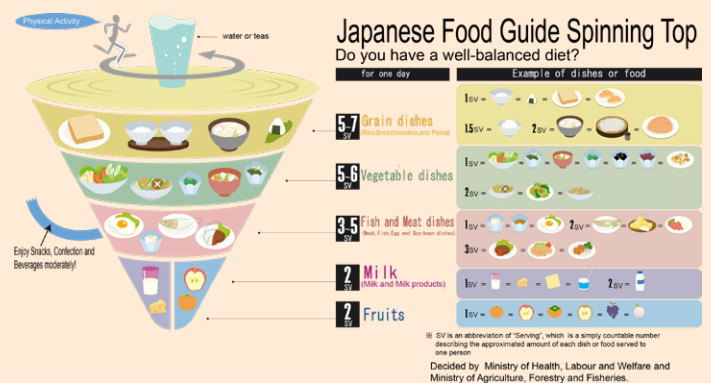 Physical Activity
water or teas
Japanese Food Guide Spinning Top
Do you have a well-balanced diet?
for one day
Example of dishes or food
5-7 SV
Grain dishes
(Rice,Bread,Noodles,and Pasta)
1SV = = = =
1.5SV = 2SV = = =
5-6 SV
Vegetable dishes
1SV = = = = = = =
2SV = = =
3-5 SV
Fish and Meat dishes
(Meat,Fish,Egg and Soy-bean dishes)
1SV = = = 2SV = = =
3SV = = =
Enjoy Snacks, Confection and
Beverages moderately!
2 SV
Milk
(Milk and Milk products)
1SV = = = = 2SV =
2 SV
Fruits
1SV = = = = = =
※ SV is an abbreviation of "Serving", which is a simply countable number
describing the approximated amount of each dish or food served to
one person
Decided by Ministry of Health, Labour and Welfare and
Ministry of Agriculture, Forestry and Fisheries.